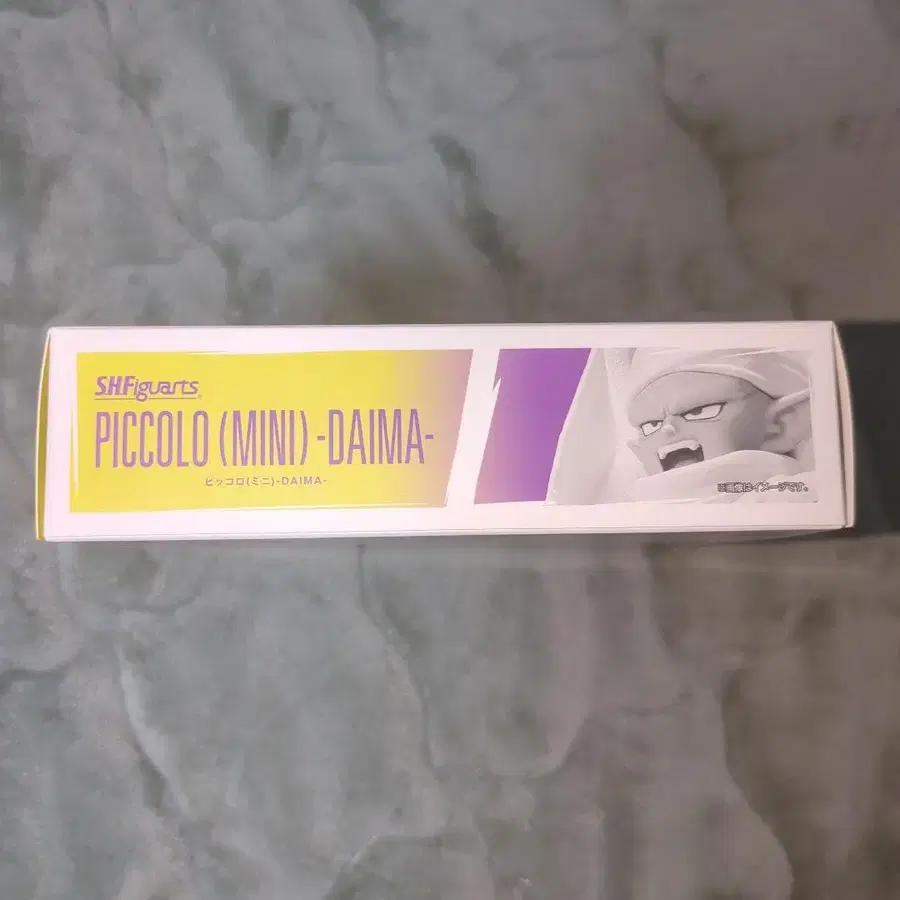 S.H.Figuarts
PICCOLO (MINI) -DAIMA-
ピッコロ(ミニ)-DAIMA-
※画像はイメージです。